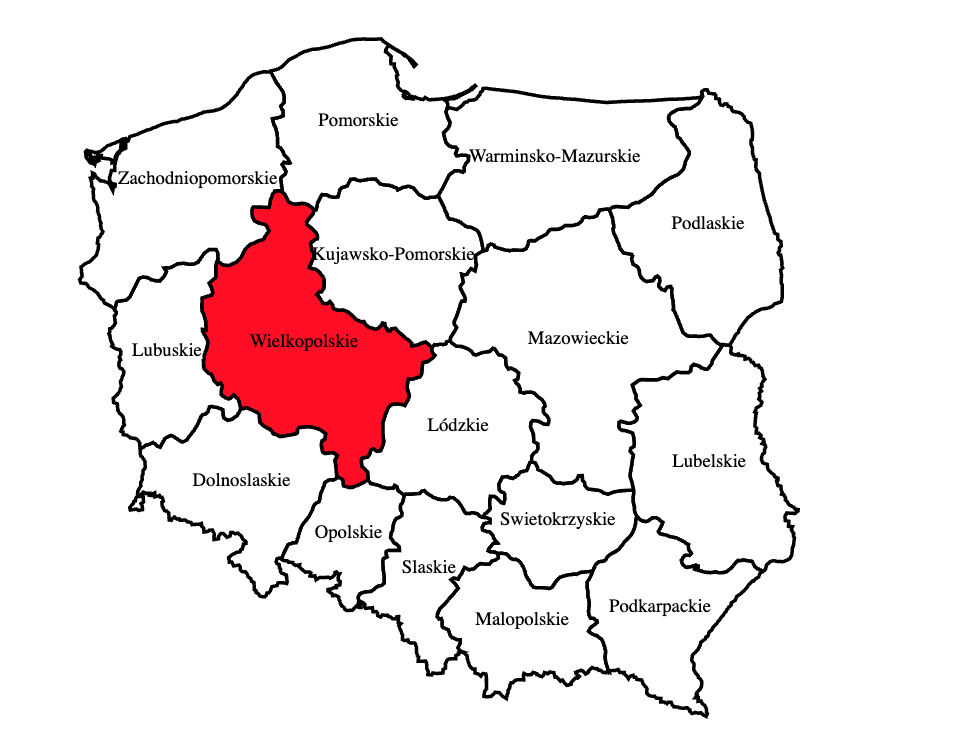 Pomorskie
Warminsko-Mazurskie
Zachodniopomorskie
Podlaskie
Kujawsko-Pomorskie
Mazowieckie
Wielkopolskie
Lubuskie
Lódzkie
Lubelskie
Dolnoslaskie
Swietokrzyskie
Opolskie
Slaskie
Podkarpackie
Malopolskie